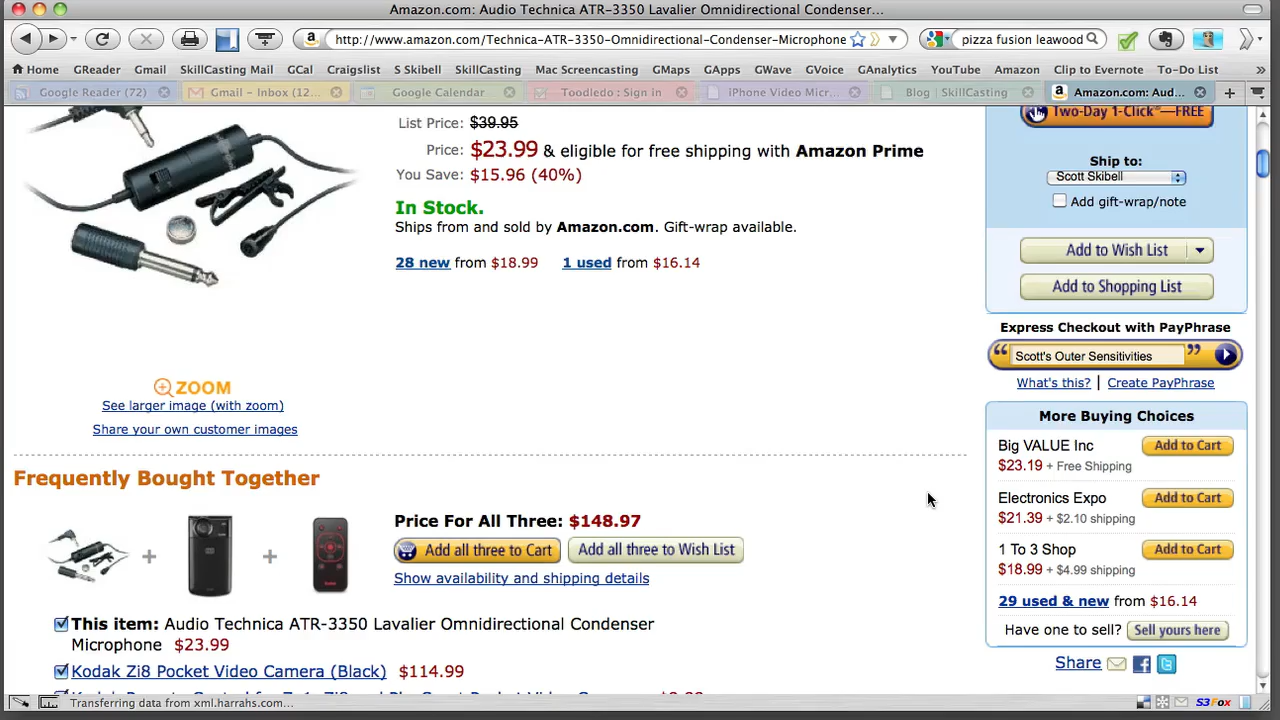 Amazon.com: Audio Technica ATR-3350 Lavalier Omnidirectional Condenser...
http://www.amazon.com/Technica-ATR-3350-Omnidirectional-Condenser-Microphone
pizza fusion leawood
Home GReader Gmail SkillCasting Mail GCal Craigslist S Skibell SkillCasting Mac Screencasting GMaps GApps GWave GVoice GAnalytics YouTube Amazon Clip to Evernote To-Do List »
Google Reader (72) Gmail - Inbox (12... Google Calendar Toodledo : Sign in iPhone Video Micr... Blog | SkillCasting Amazon.com: Aud...
List Price: $39.95
Price: $23.99 & eligible for free shipping with Amazon Prime
You Save: $15.96 (40%)
In Stock.
Ships from and sold by Amazon.com. Gift-wrap available.
28 new from $18.99 1 used from $16.14
ZOOM
See larger image (with zoom)
Share your own customer images
Two-Day 1-Click®—FREE
Ship to:
Scott Skibell
Add gift-wrap/note
Add to Wish List
Add to Shopping List
Express Checkout with PayPhrase
“ Scott's Outer Sensitivities ”
What's this? | Create PayPhrase
More Buying Choices
Big VALUE Inc Add to Cart
$23.19 + Free Shipping
Electronics Expo Add to Cart
$21.39 + $2.10 shipping
1 To 3 Shop Add to Cart
$18.99 + $4.99 shipping
29 used & new from $16.14
Have one to sell? Sell yours here
Share
Frequently Bought Together
Price For All Three: $148.97
Add all three to Cart Add all three to Wish List
Show availability and shipping details
This item: Audio Technica ATR-3350 Lavalier Omnidirectional Condenser
Microphone $23.99
Kodak Zi8 Pocket Video Camera (Black) $114.99
Transferring data from xml.harrahs.com...
S3Fox